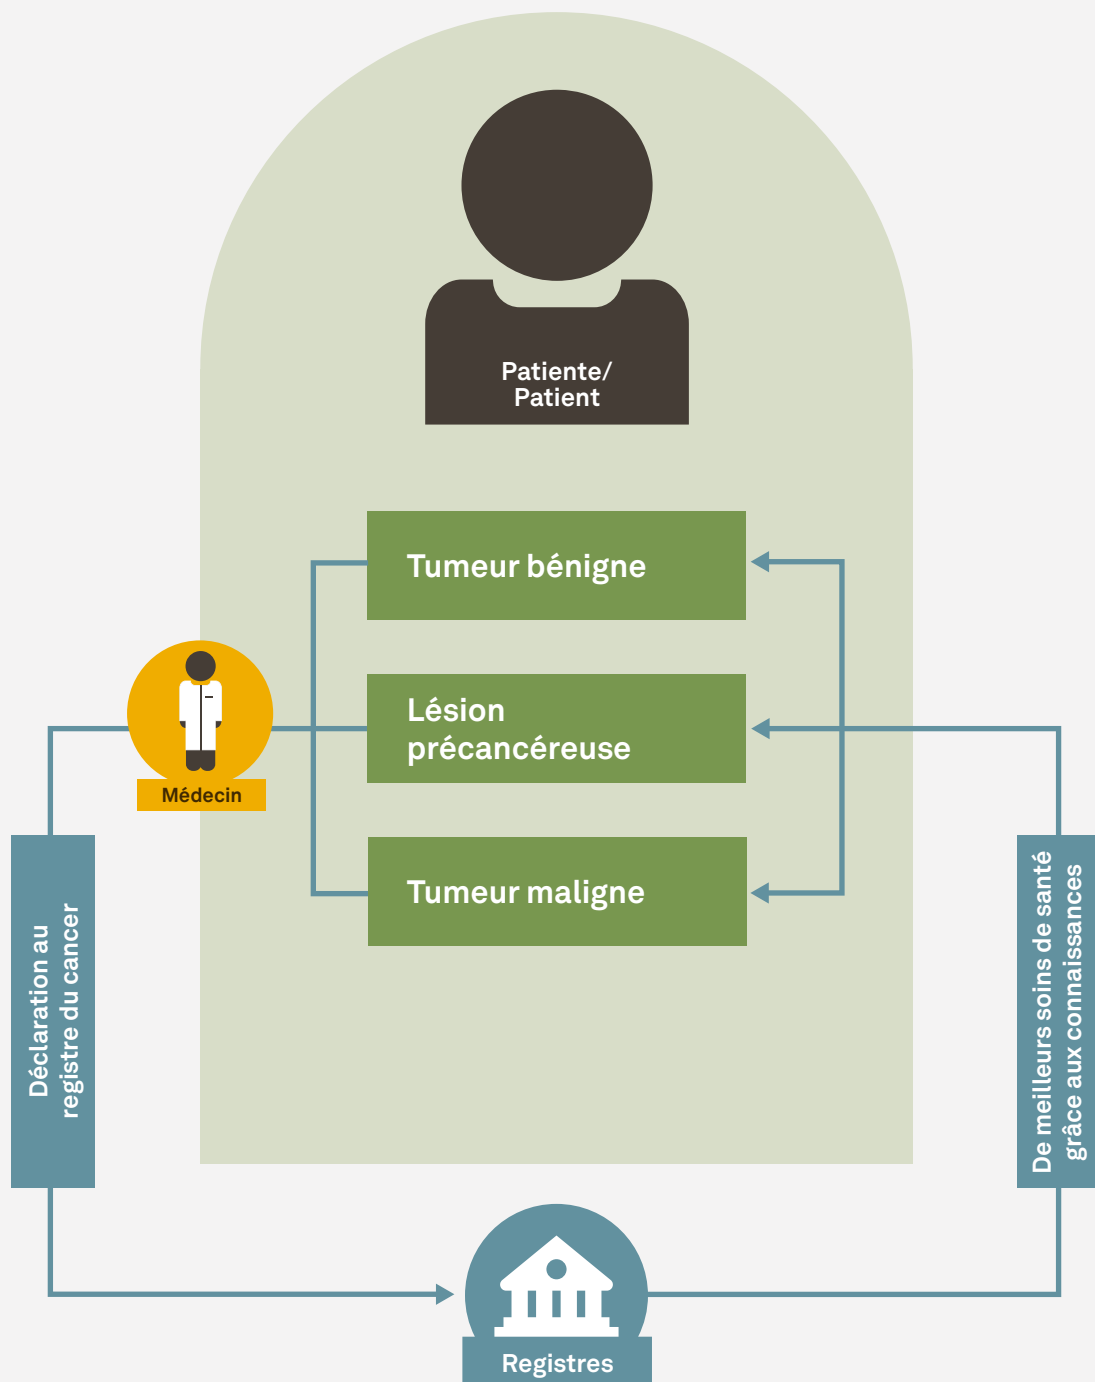 Patiente/
Patient
Tumeur bénigne
Lésion
précancéreuse
Médecin
Tumeur maligne
Déclaration au
registre du cancer
De meilleurs soins de santé
grâce aux connaissances
Registres